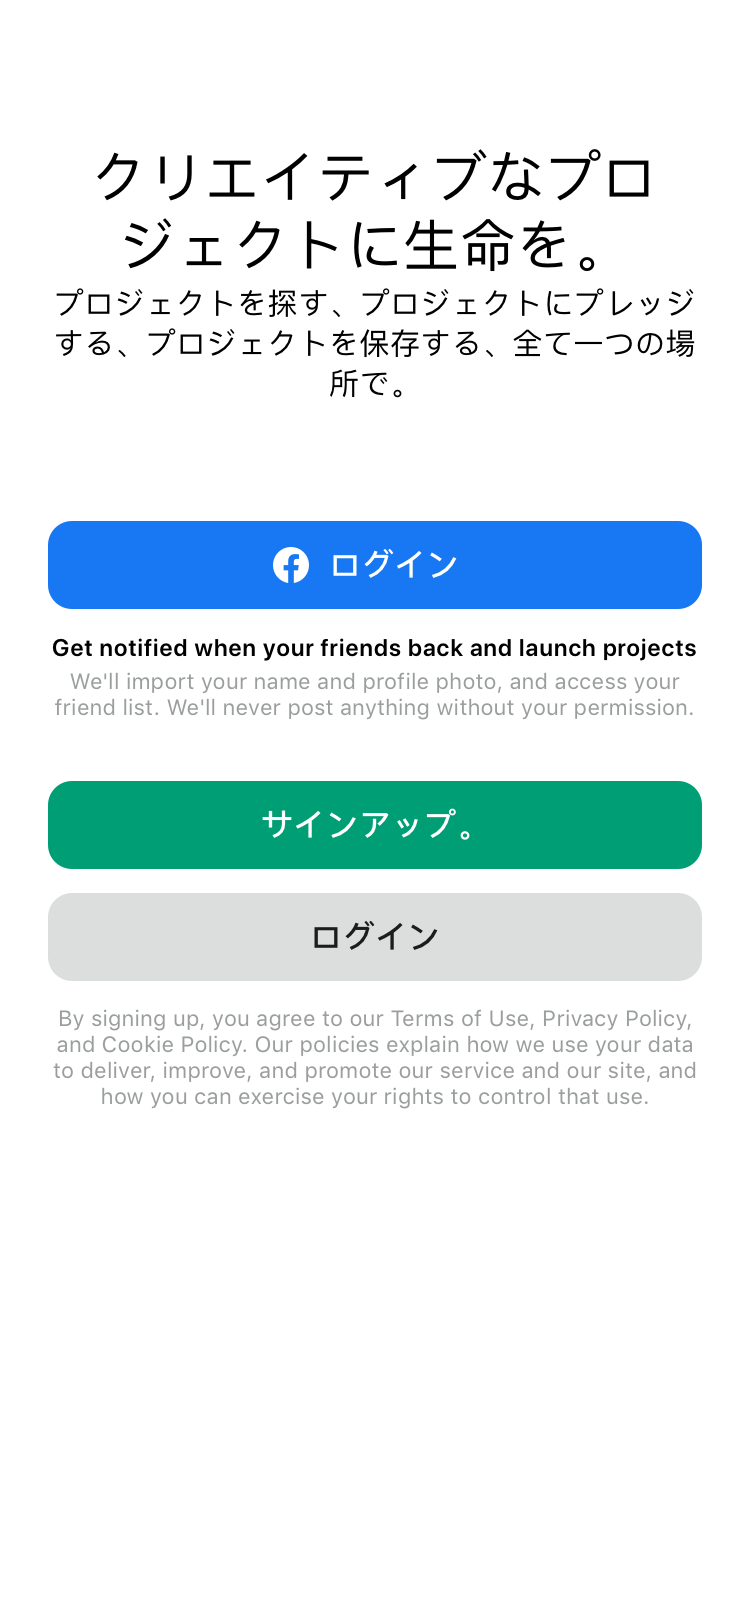 クリエイティブなプロ
ジェクトに生命を。
プロジェクトを探す、プロジェクトにプレッジ
する、プロジェクトを保存する、全て一つの場
所で。
ログイン
Get notified when your friends back and launch projects
We'll import your name and profile photo, and access your
friend list. We'll never post anything without your permission.
サインアップ。
ログイン
By signing up, you agree to our Terms of Use, Privacy Policy,
and Cookie Policy. Our policies explain how we use your data
to deliver, improve, and promote our service and our site, and
how you can exercise your rights to control that use.